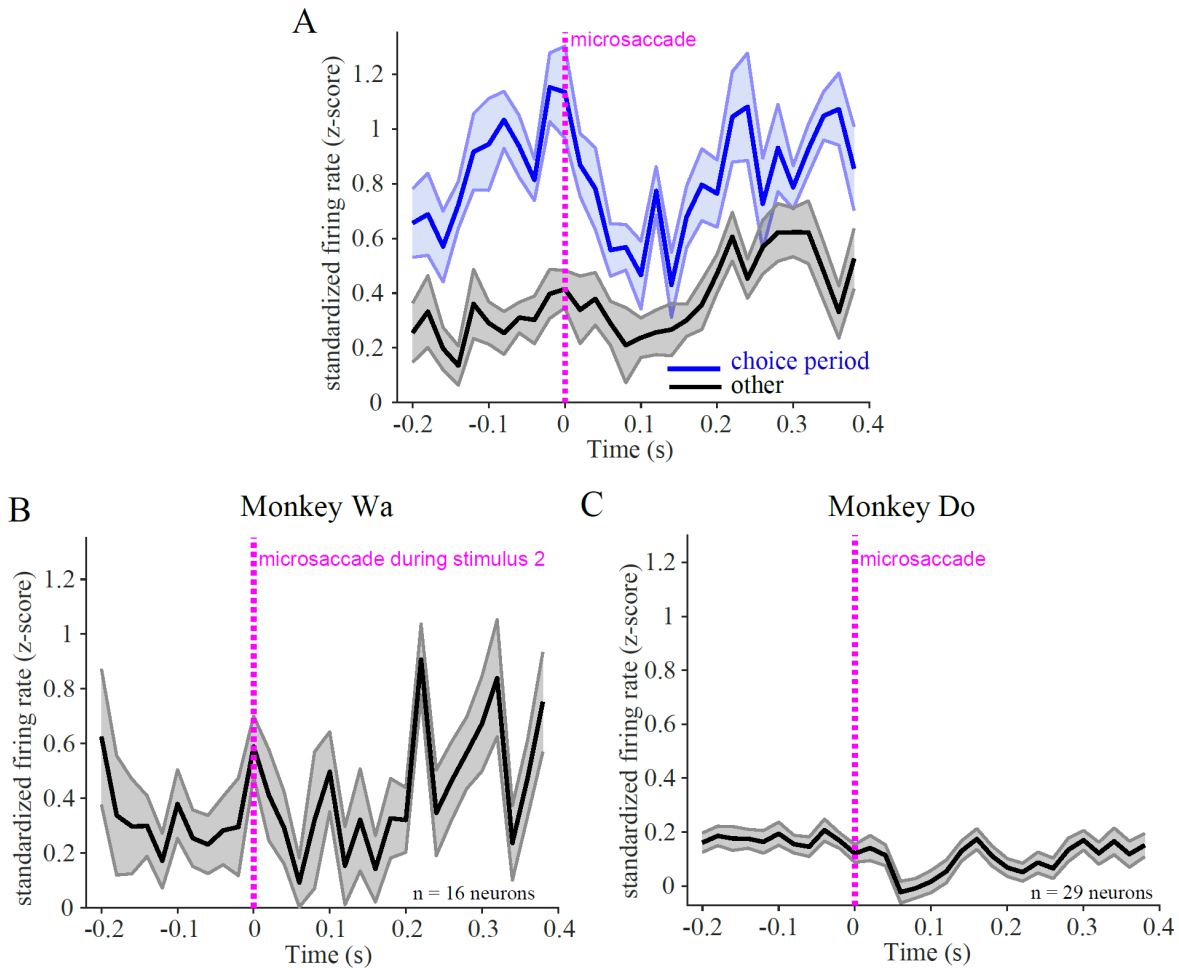 A
microsaccade
standardized firing rate (z-score)
1.2
1
0.8
0.6
0.4
0.2
0
choice period
other
-0.2 -0.1 0 0.1 0.2 0.3 0.4
Time (s)
B
Monkey Wa
microsaccade during stimulus 2
standardized firing rate (z-score)
1.2
1
0.8
0.6
0.4
0.2
0
n = 16 neurons
-0.2 -0.1 0 0.1 0.2 0.3 0.4
Time (s)
C
Monkey Do
microsaccade
standardized firing rate (z-score)
1.2
1
0.8
0.6
0.4
0.2
0
n = 29 neurons
-0.2 -0.1 0 0.1 0.2 0.3 0.4
Time (s)